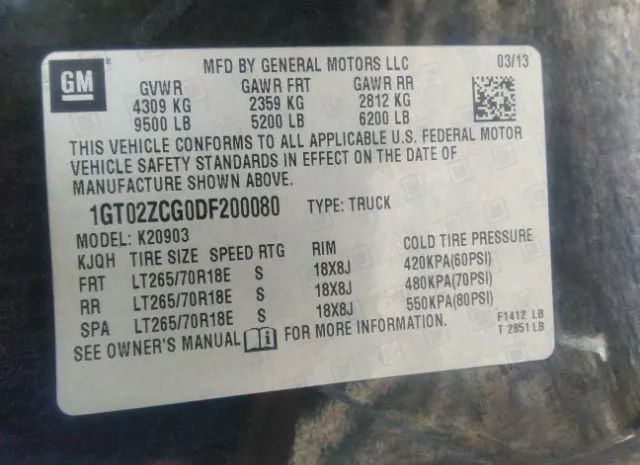 GM
MFD BY GENERAL MOTORS LLC 03/13
GVWR GAWR FRT GAWR RR
4309 KG 2359 KG 2812 KG
9500 LB 5200 LB 6200 LB
THIS VEHICLE CONFORMS TO ALL APPLICABLE U.S. FEDERAL MOTOR
VEHICLE SAFETY STANDARDS IN EFFECT ON THE DATE OF
MANUFACTURE SHOWN ABOVE.
1GT02ZCG0DF200080 TYPE: TRUCK
MODEL: K20903
KJQH TIRE SIZE SPEED RTG RIM COLD TIRE PRESSURE
FRT LT265/70R18E S 18X8J 420KPA(60PSI)
RR LT265/70R18E S 18X8J 480KPA(70PSI)
SPA LT265/70R18E S 18X8J 550KPA(80PSI)
SEE OWNER'S MANUAL i FOR MORE INFORMATION.
F1412 LB
T 2851 LB